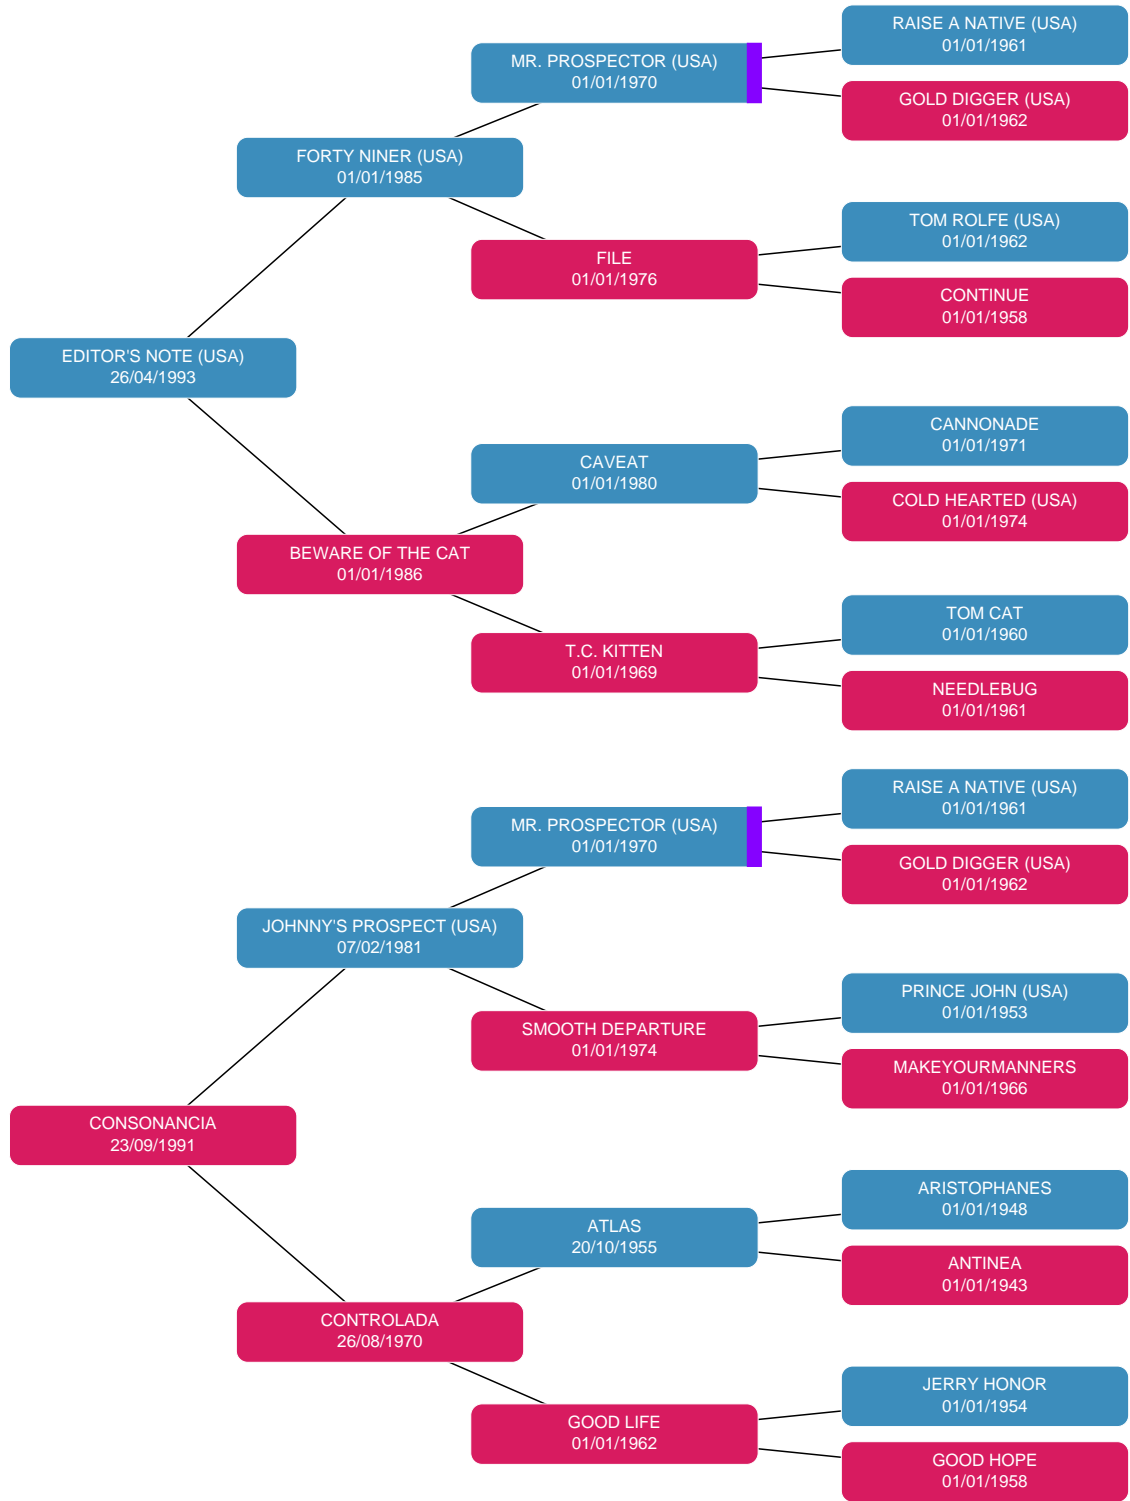 RAISE A NATIVE (USA)
01/01/1961
MR. PROSPECTOR (USA)
01/01/1970
GOLD DIGGER (USA)
01/01/1962
FORTY NINER (USA)
01/01/1985
TOM ROLFE (USA)
01/01/1962
FILE
01/01/1976
CONTINUE
01/01/1958
EDITOR'S NOTE (USA)
26/04/1993
CANNONADE
01/01/1971
CAVEAT
01/01/1980
COLD HEARTED (USA)
01/01/1974
BEWARE OF THE CAT
01/01/1986
TOM CAT
01/01/1960
T.C. KITTEN
01/01/1969
NEEDLEBUG
01/01/1961
RAISE A NATIVE (USA)
01/01/1961
MR. PROSPECTOR (USA)
01/01/1970
GOLD DIGGER (USA)
01/01/1962
JOHNNY'S PROSPECT (USA)
07/02/1981
PRINCE JOHN (USA)
01/01/1953
SMOOTH DEPARTURE
01/01/1974
MAKEYOURMANNERS
01/01/1966
CONSONANCIA
23/09/1991
ARISTOPHANES
01/01/1948
ATLAS
20/10/1955
ANTINEA
01/01/1943
CONTROLADA
26/08/1970
JERRY HONOR
01/01/1954
GOOD LIFE
01/01/1962
GOOD HOPE
01/01/1958